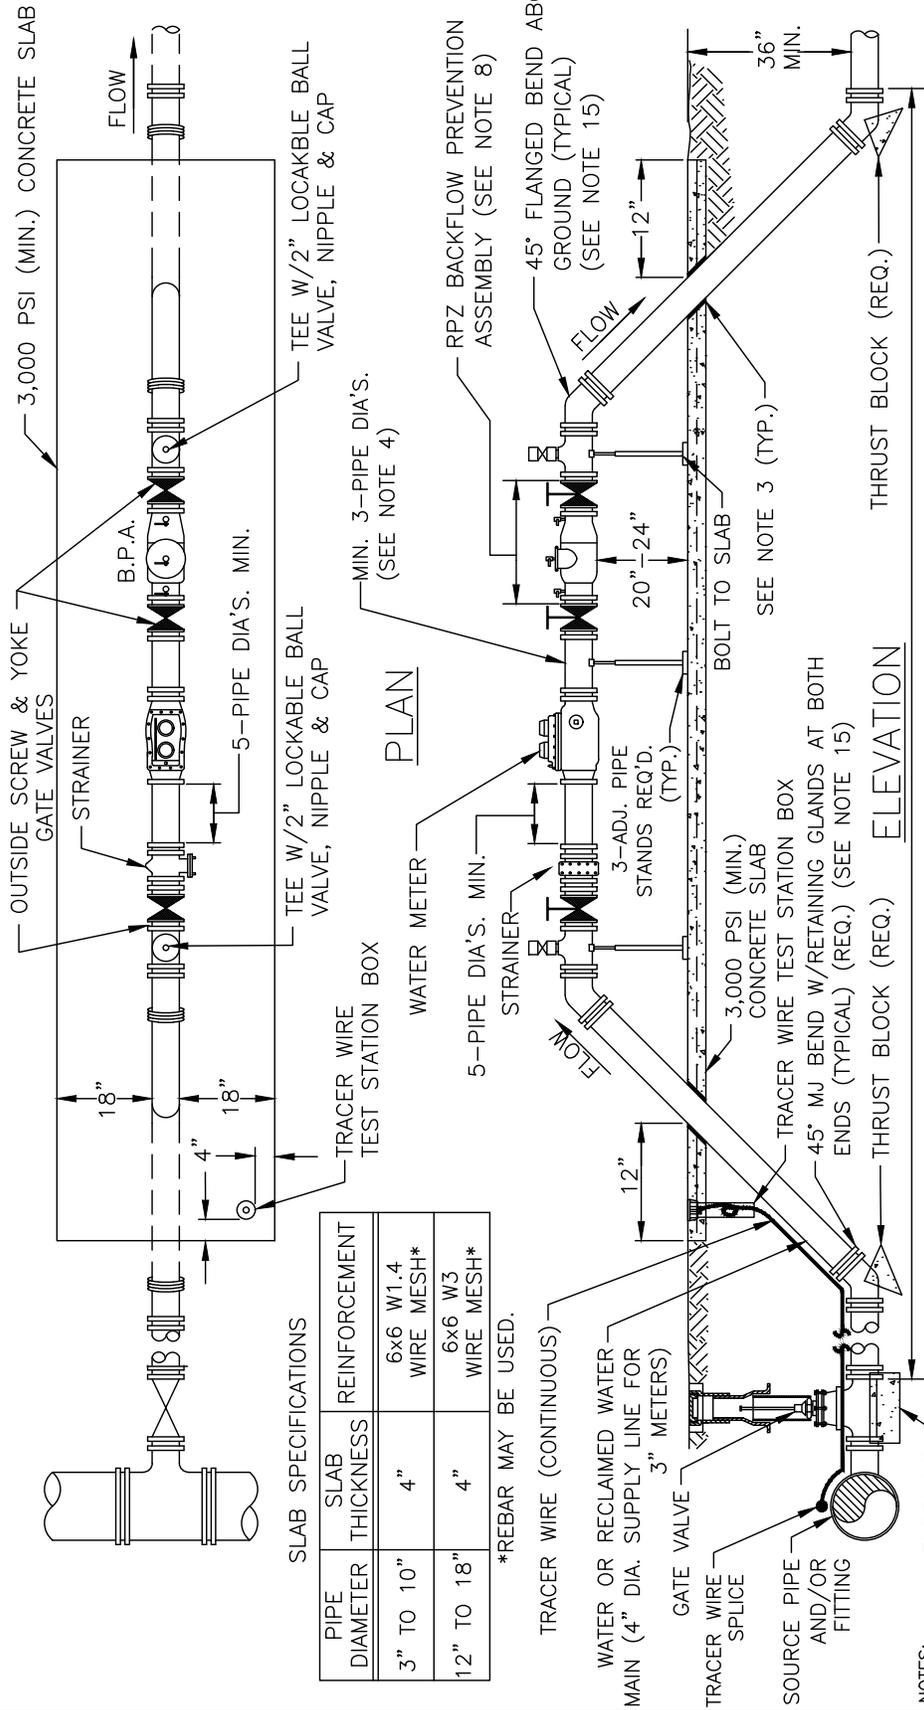 3,000 PSI (MIN.) CONCRETE SLAB
FLOW
OUTSIDE SCREW & YOKE
GATE VALVES
STRAINER
B.P.A.
5-PIPE DIA'S. MIN.
TEE W/2" LOCAKBLE BALL
VALVE, NIPPLE & CAP
TEE W/2" LOCKABLE BALL
VALVE, NIPPLE & CAP
18"
18"
4"
TRACER WIRE
TEST STATION BOX
PLAN
SLAB SPECIFICATIONS
PIPE
DIAMETER
SLAB
THICKNESS
REINFORCEMENT
3" TO 10"
4"
6x6 W1.4
WIRE MESH*
12" TO 18"
4"
6x6 W3
WIRE MESH*
*REBAR MAY BE USED.
WATER METER
5-PIPE DIA'S. MIN.
STRAINER
MIN. 3-PIPE DIA'S.
(SEE NOTE 4)
RPZ BACKFLOW PREVENTION
ASSEMBLY (SEE NOTE 8)
45° FLANGED BEND
GROUND (TYPICAL)
(SEE NOTE 15)
FLOW
FLOW
36"
MIN.
12"
12"
20"-24"
3-ADJ. PIPE
STANDS REQ'D.
(TYP.)
BOLT TO SLAB
SEE NOTE 3 (TYP.)
THRUST BLOCK (REQ.)
3,000 PSI (MIN.)
CONCRETE SLAB
TRACER WIRE TEST STATION BOX
45° MJ BEND W/RETAINING GLANDS AT BOTH
ENDS (TYPICAL) (REQ.) (SEE NOTE 15)
THRUST BLOCK (REQ.)
TRACER WIRE (CONTINUOUS)
WATER OR RECLAIMED WATER
MAIN (4" DIA. SUPPLY LINE FOR
3" METERS)
GATE VALVE
TRACER WIRE
SPLICE
SOURCE PIPE
AND/OR
FITTING
ELEVATION